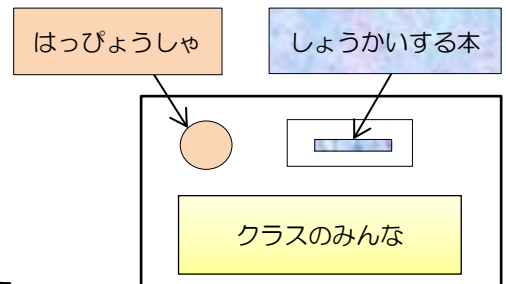 はっぴょうしゃ
しょうかいする本
クラスのみんな